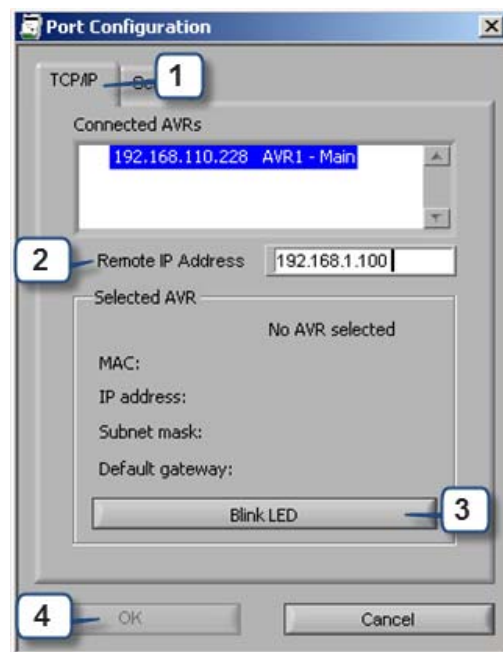 Port Configuration
TCP/IP
1
Connected AVRs
192.168.110.228 AVR1 - Main
2
Remote IP Address 192.168.1.100
Selected AVR
No AVR selected
MAC:
IP address:
Subnet mask:
Default gateway:
Blink LED
3
4
OK
Cancel